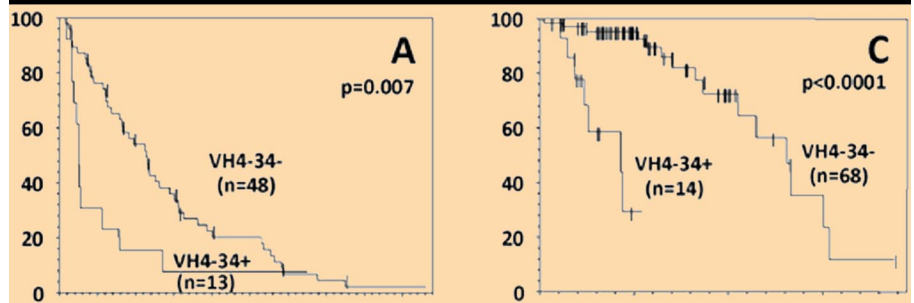 100
80
60
40
20
0
A
p=0.007
VH4-34-
(n=48)
VH4-34+
(n=13)
100
80
60
40
20
0
C
p<0.0001
VH4-34+
(n=14)
VH4-34-
(n=68)